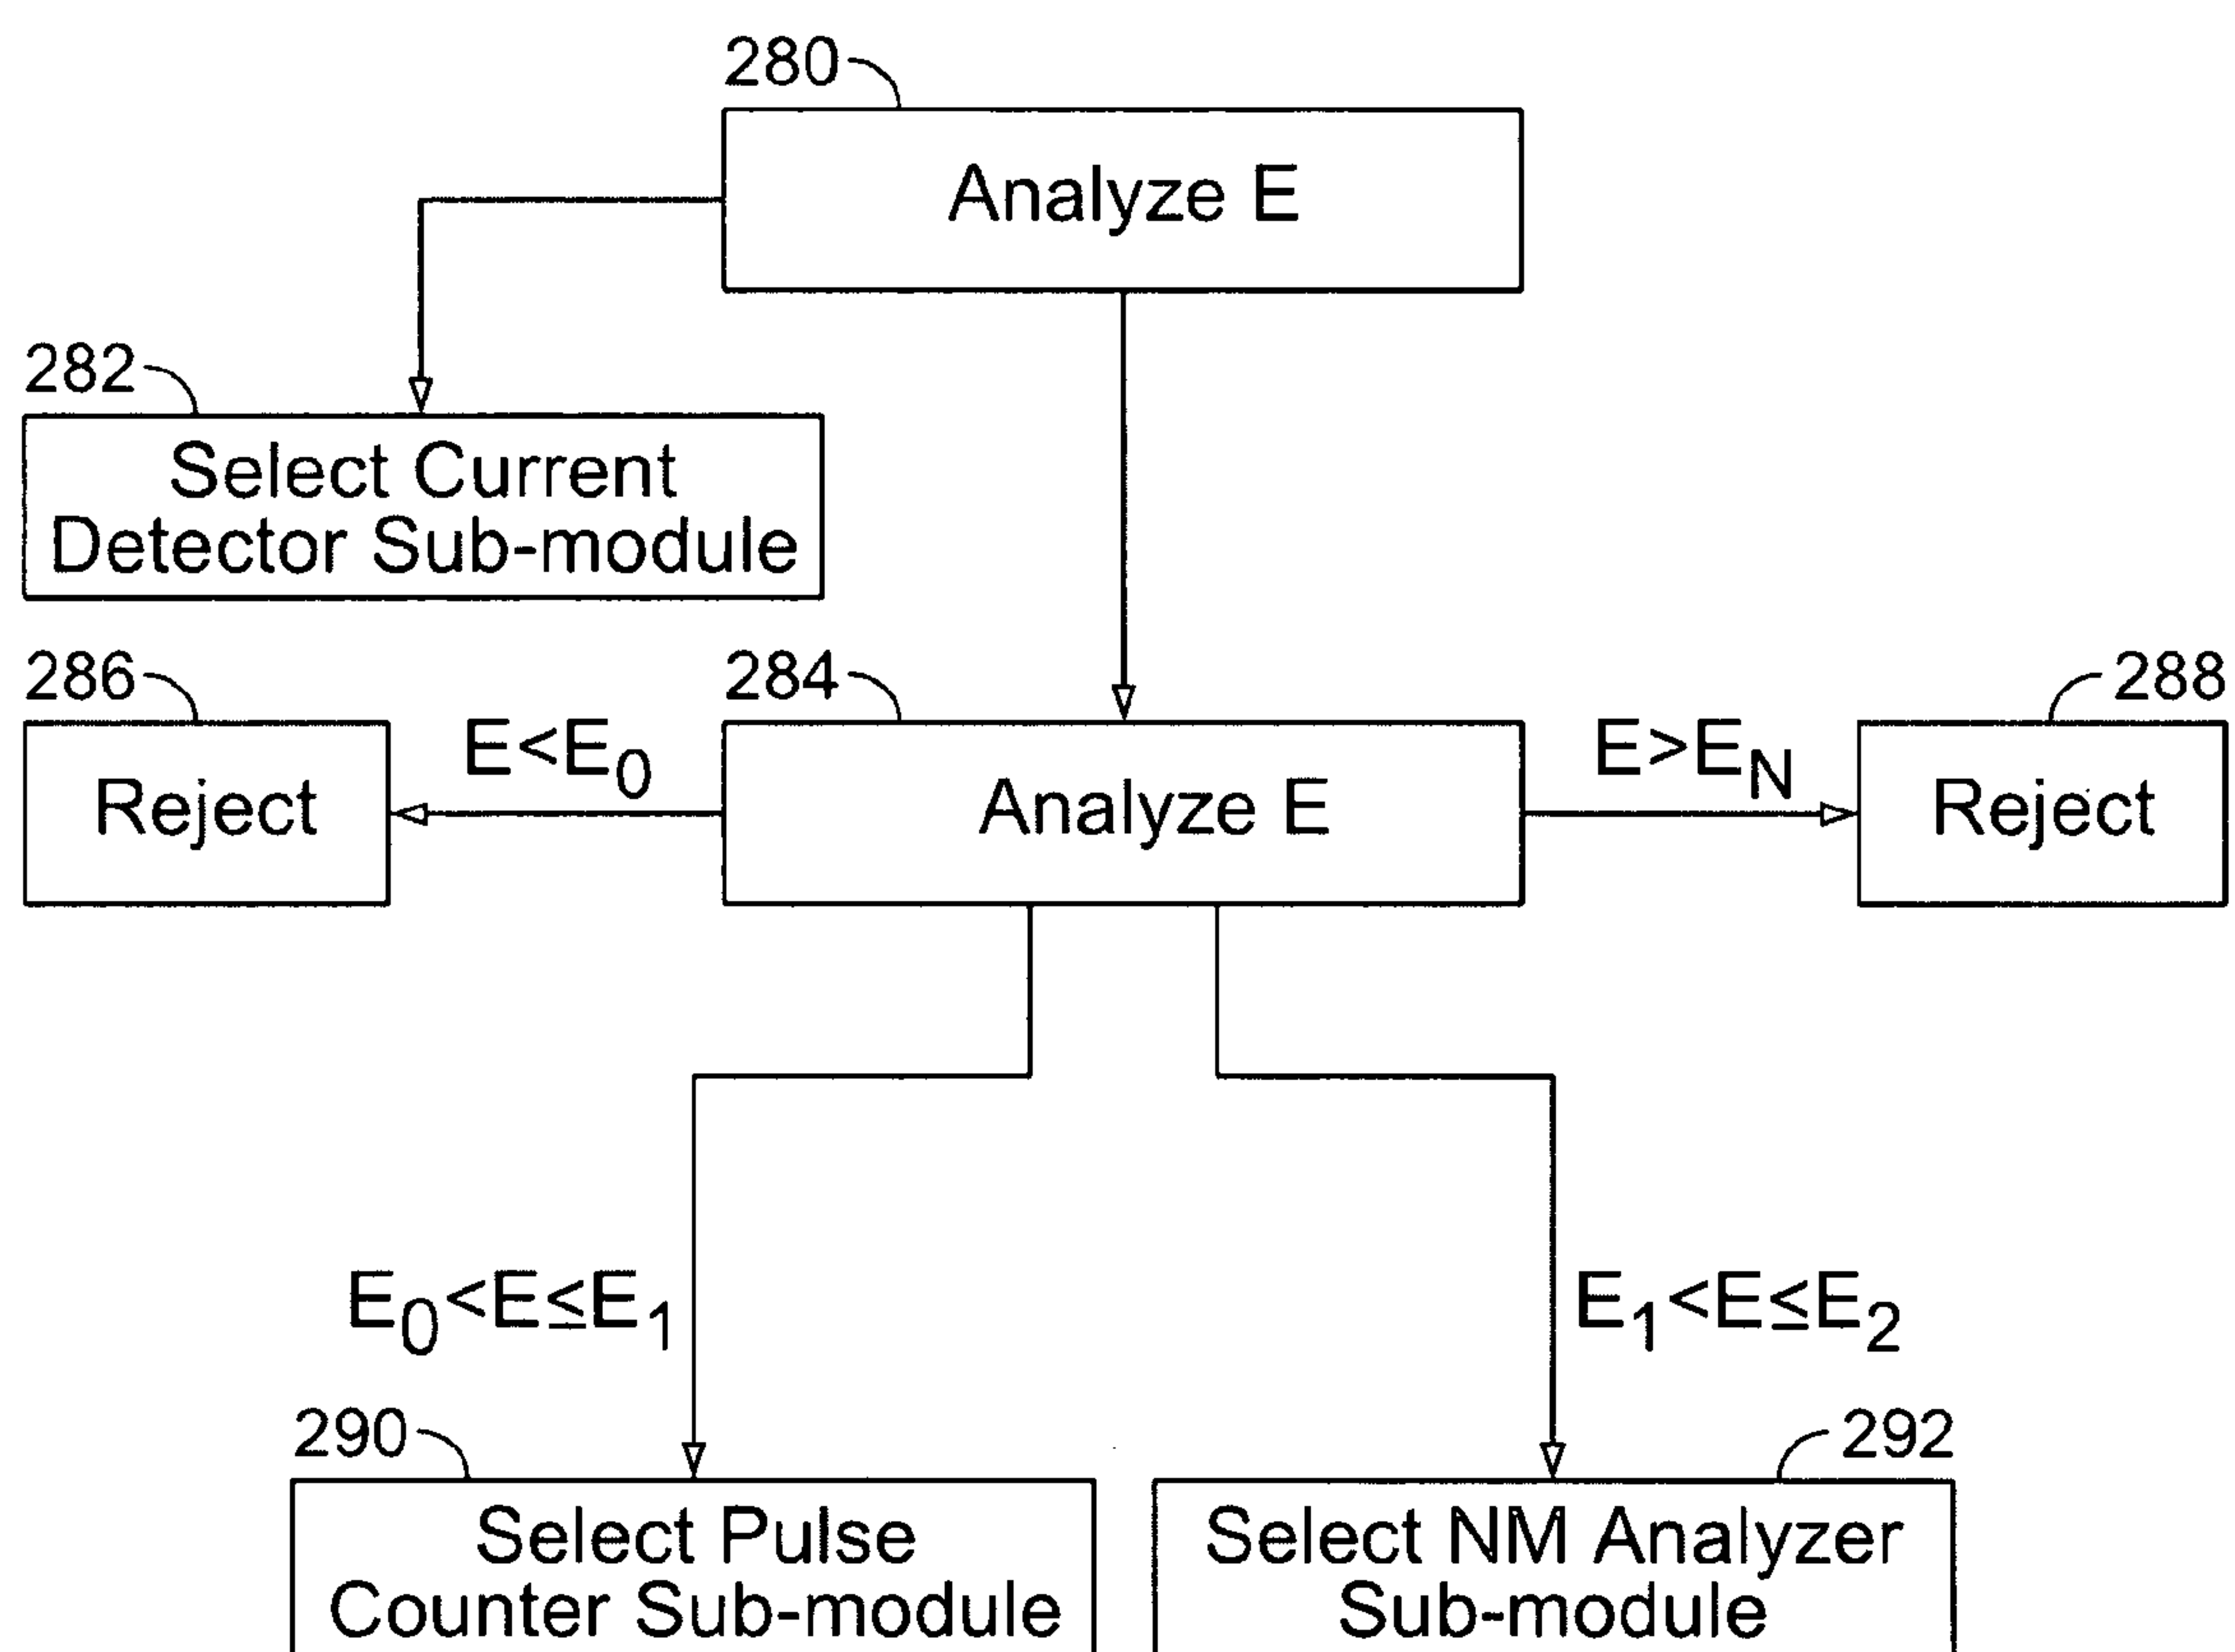 280
Analyze E
282
Select Current
Detector Sub-module
286
284
288
E<E0
E>EN
Reject
Analyze E
Reject
E0<E≤E1
E1<E≤E2
290
292
Select Pulse
Counter Sub-module
Select NM Analyzer
Sub-module